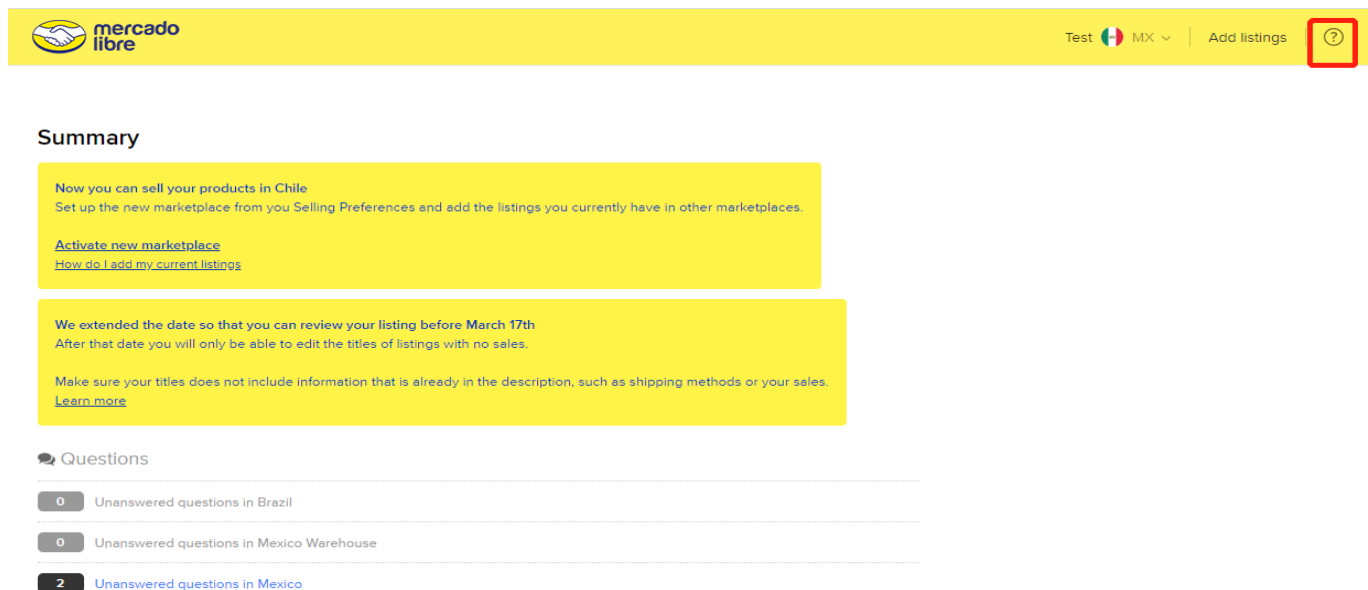 mercado
libre
Test MX Add listings ?
Summary
Now you can sell your products in Chile
Set up the new marketplace from you Selling Preferences and add the listings you currently have in other marketplaces.
Activate new marketplace
How do I add my current listings
We extended the date so that you can review your listing before March 17th
After that date you will only be able to edit the titles of listings with no sales.
Make sure your titles does not include information that is already in the description, such as shipping methods or your sales.
Learn more
Questions
0 Unanswered questions in Brazil
0 Unanswered questions in Mexico Warehouse
2 Unanswered questions in Mexico